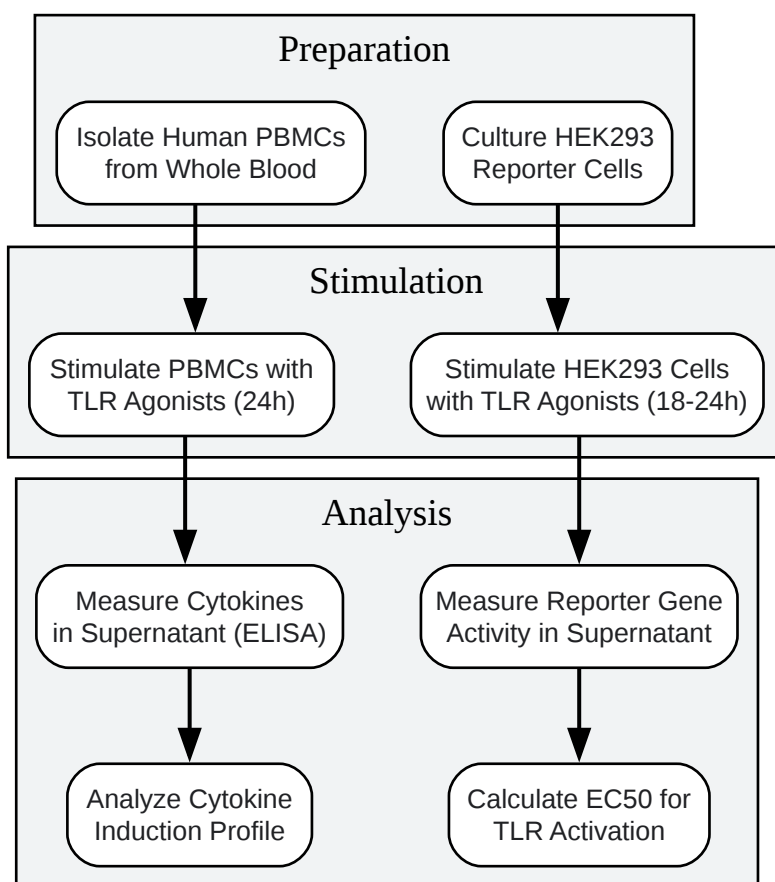 Preparation
Isolate Human PBMCs
from Whole Blood
Culture HEK293
Reporter Cells
Stimulation
Stimulate PBMCs with
TLR Agonists (24h)
Stimulate HEK293 Cells
with TLR Agonists (18-24h)
Analysis
Measure Cytokines
in Supernatant (ELISA)
Measure Reporter Gene
Activity in Supernatant
Analyze Cytokine
Induction Profile
Calculate EC50 for
TLR Activation